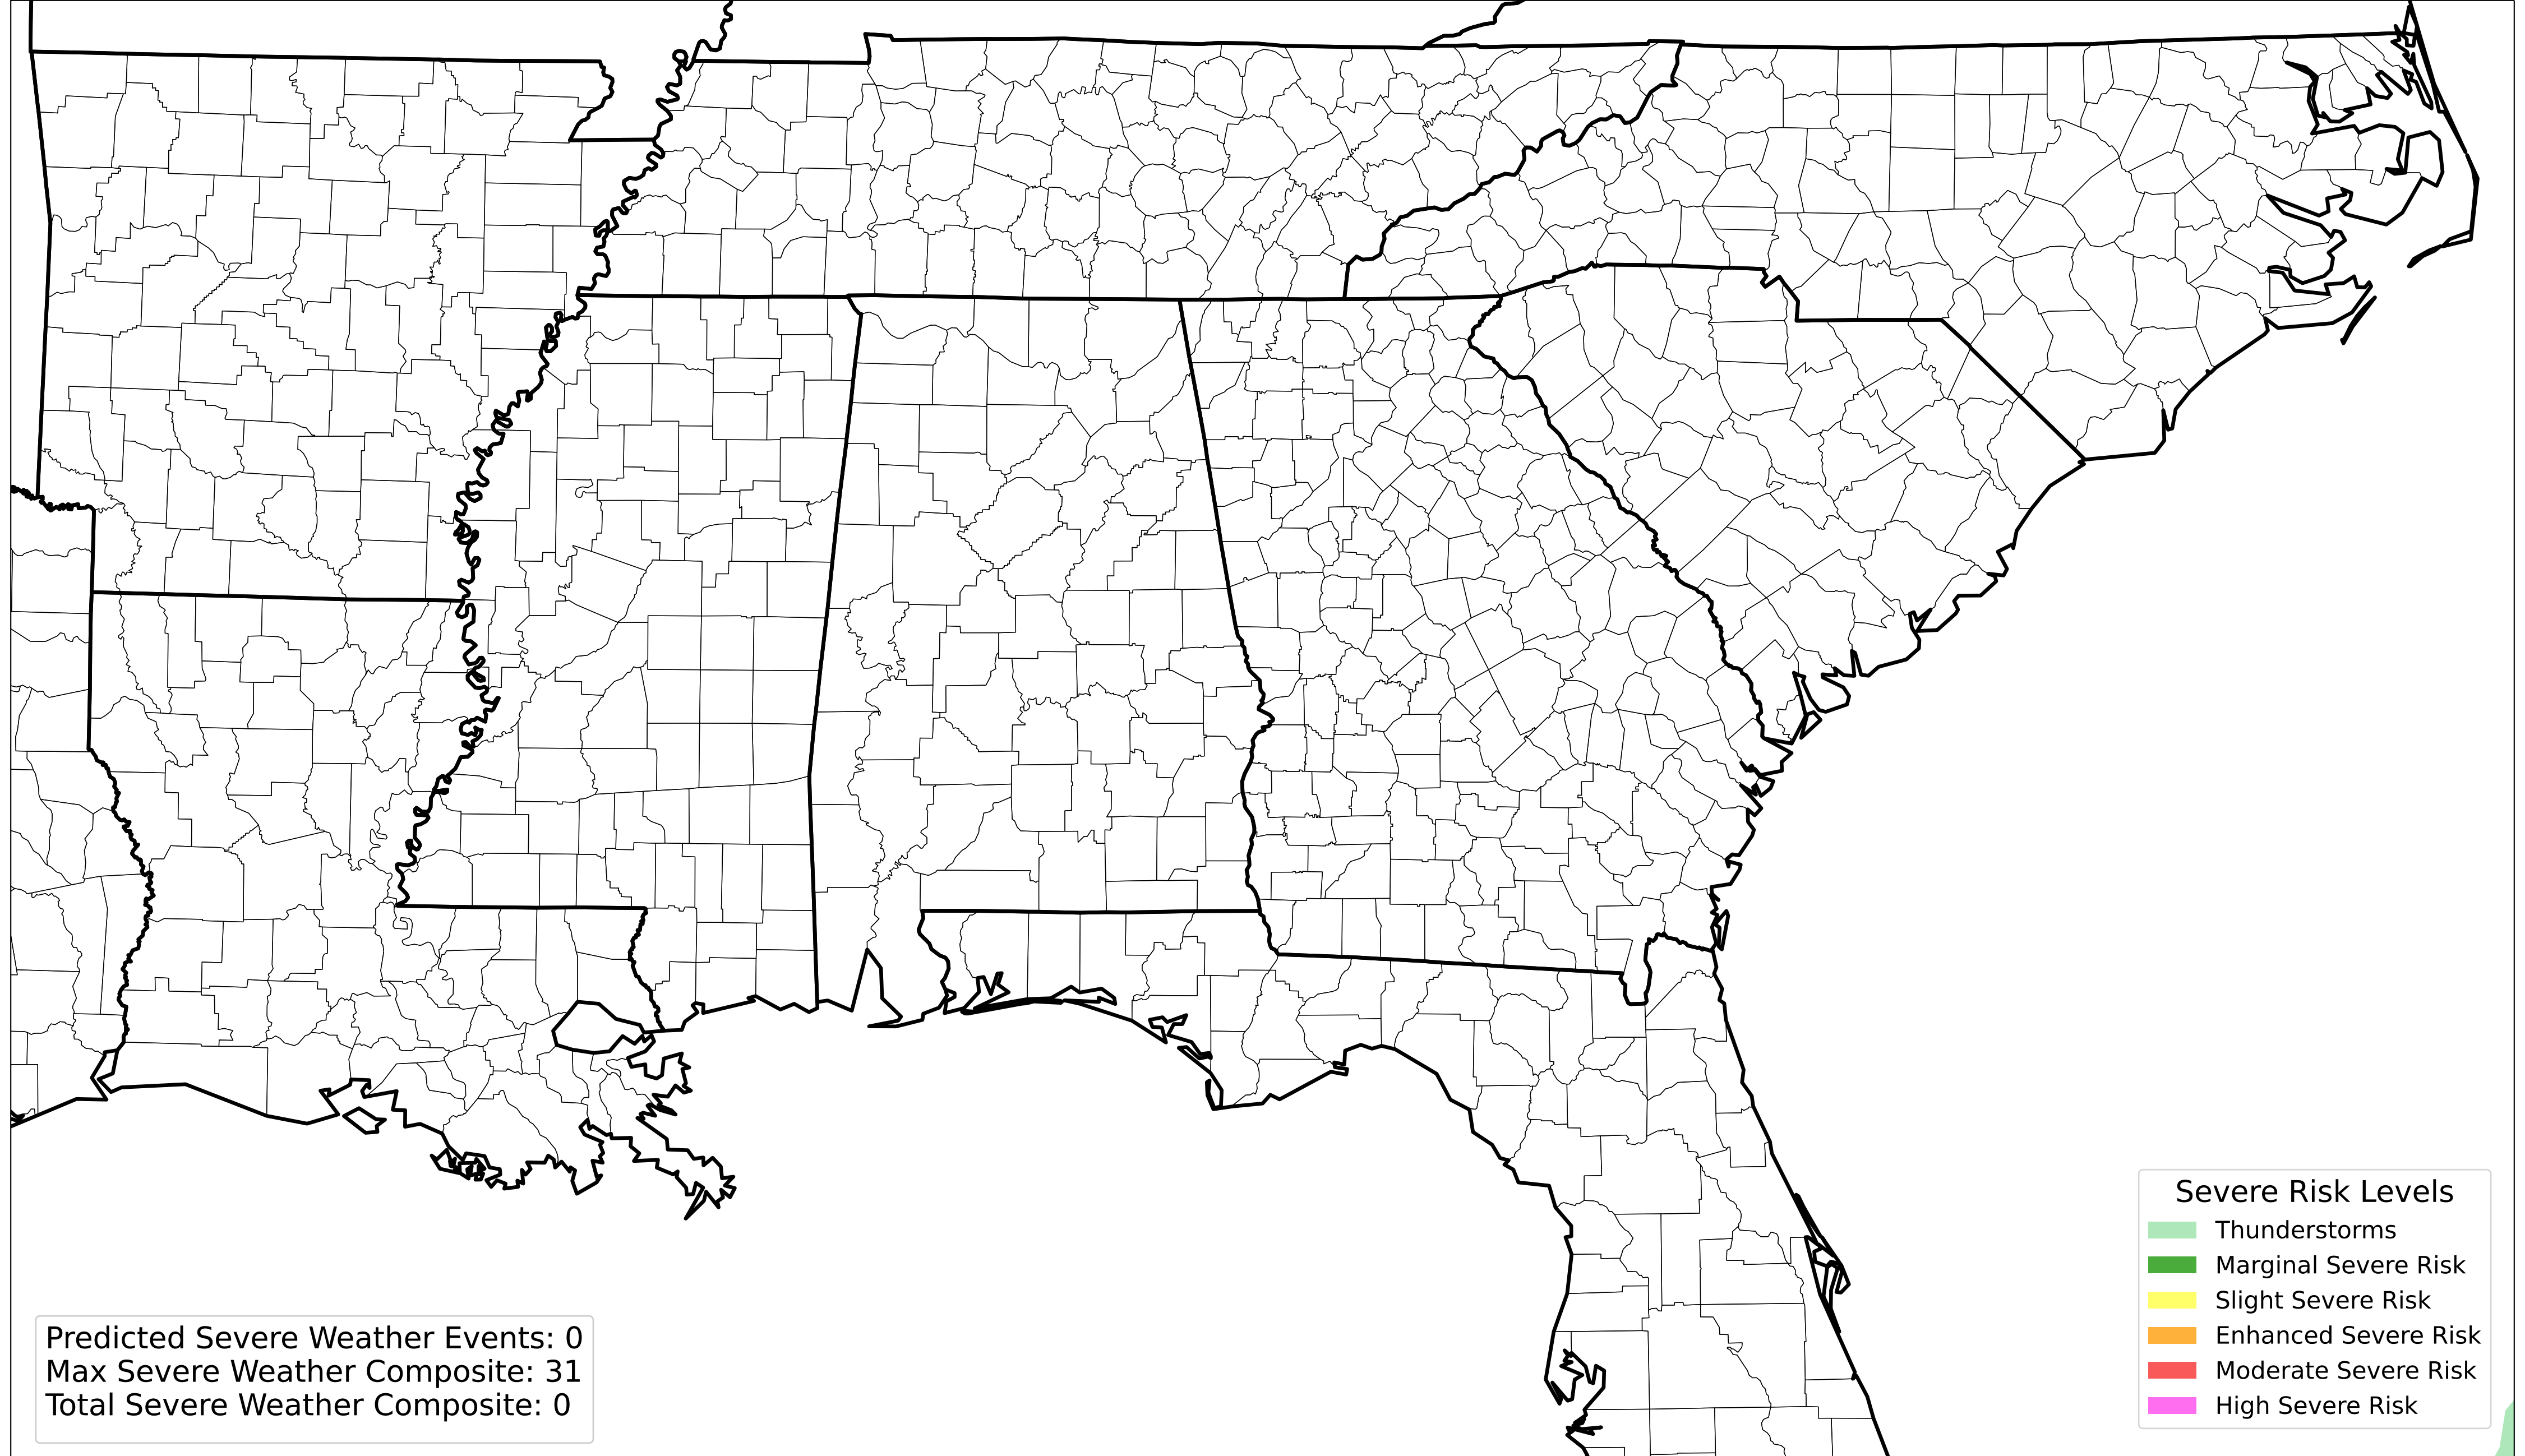 Severe Risk Levels
Thunderstorms
Marginal Severe Risk
Slight Severe Risk
Enhanced Severe Risk
Moderate Severe Risk
High Severe Risk
Predicted Severe Weather Events: 0
Max Severe Weather Composite: 31
Total Severe Weather Composite: 0